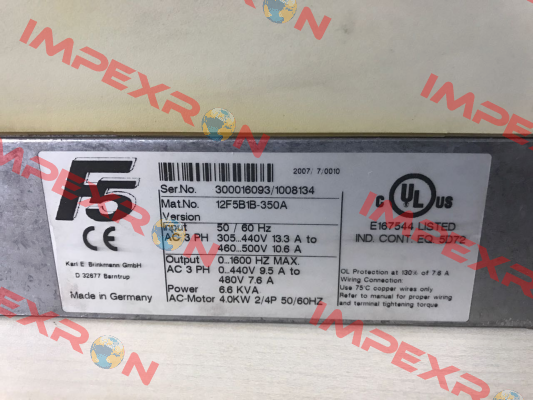 IMPEXRON
IMPEXRON
IMPEXRON
IMPEXRON
IMPEXRON
F5
CE
Karl E. Brinkmann GmbH
D 32677 Barntrup
Made in Germany
2007/ 7/0010
Ser.No. 300016093/1008134
Mat.No. 12F5B1B-350A
Version
Input 50 / 60 Hz
AC 3 PH 305..440V 13.3 A to
460..500V 10.6 A
Output 0...1600 HZ MAX.
AC 3 PH 0..440V 9.5 A to
480V 7.6 A
Power 6.6 KVA
AC-Motor 4.0KW 2/4P 50/60HZ
c UL us
E167544 LISTED
IND. CONT. EQ. 5D72
OL Protection at 130% of 7.6 A
Wiring Connection:
Use 75°C copper wires only
Refer to manual for proper wiring
and terminal tightening torque